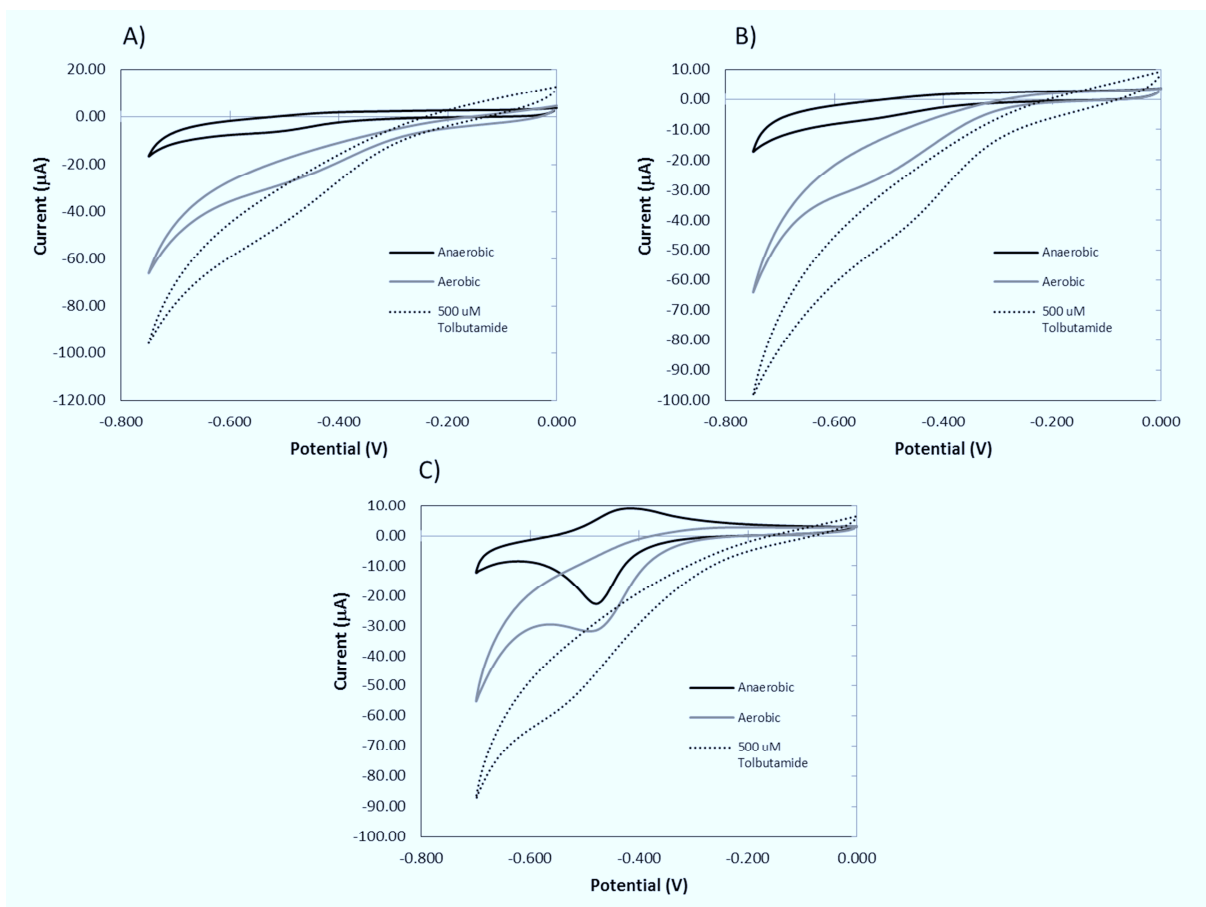 A)
20.00
0.00
-20.00
-40.00
-60.00
-80.00
-100.00
-120.00
-0.800
-0.600
-0.400
-0.200
0.000
Current (µA)
Potential (V)
Anaerobic
Aerobic
500 uM
Tolbutamide
B)
10.00
0.00
-10.00
-20.00
-30.00
-40.00
-50.00
-60.00
-70.00
-80.00
-90.00
-100.00
-0.800
-0.600
-0.400
-0.200
0.000
Current (µA)
Potential (V)
Anaerobic
Aerobic
500 uM
Tolbutamide
C)
10.00
0.00
-10.00
-20.00
-30.00
-40.00
-50.00
-60.00
-70.00
-80.00
-90.00
-100.00
-0.800
-0.600
-0.400
-0.200
0.000
Current (µA)
Potential (V)
Anaerobic
Aerobic
500 uM
Tolbutamide